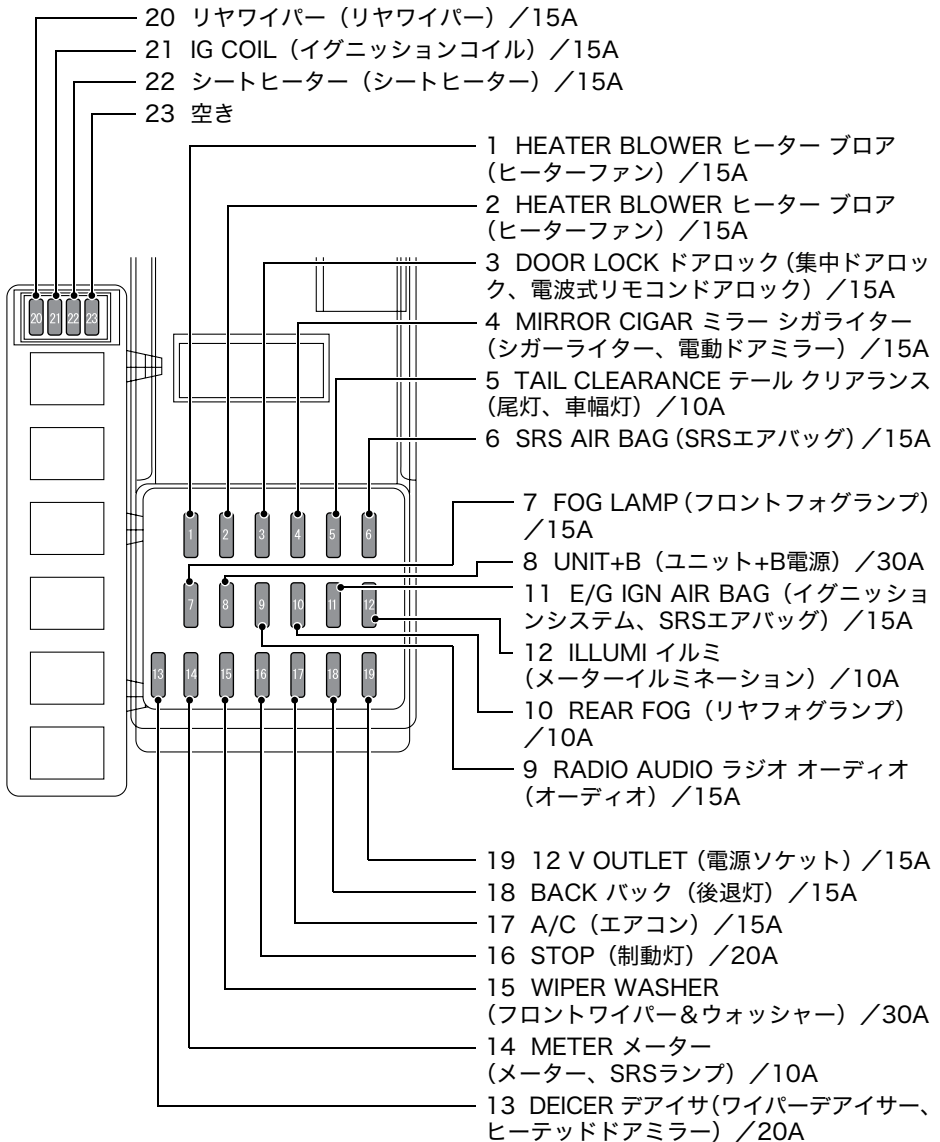 20 リヤワイパー（リヤワイパー）／15A
21 IG COIL（イグニッションコイル）／15A
22 シートヒーター（シートヒーター）／15A
23 空き
1 HEATER BLOWER ヒーター ブロア
（ヒーターファン）／15A
2 HEATER BLOWER ヒーター ブロア
（ヒーターファン）／15A
3 DOOR LOCK ドアロック（集中ドアロッ
ク、電波式リモコンドアロック）／15A
4 MIRROR CIGAR ミラー シガライター
（シガーライター、電動ドアミラー）／15A
5 TAIL CLEARANCE テール クリアランス
（尾灯、車幅灯）／10A
6 SRS AIR BAG（SRSエアバッグ）／15A
7 FOG LAMP（フロントフォグランプ）
／15A
8 UNIT+B（ユニット+B電源）／30A
11 E/G IGN AIR BAG（イグニッショ
ンシステム、SRSエアバッグ）／15A
12 ILLUMI イルミ
（メーターイルミネーション）／10A
10 REAR FOG（リヤフォグランプ）
／10A
9 RADIO AUDIO ラジオ オーディオ
（オーディオ）／15A
19 12 V OUTLET（電源ソケット）／15A
18 BACK バック（後退灯）／15A
17 A/C（エアコン）／15A
16 STOP（制動灯）／20A
15 WIPER WASHER
（フロントワイパー＆ウォッシャー）／30A
14 METER メーター
（メーター、SRSランプ）／10A
13 DEICER デアイサ（ワイパーデアイサー、
ヒーテッドドアミラー）／20A
20 21 22 23
1 2 3 4 5 6
7 8 9 10 11 12
13 14 15 16 17 18 19